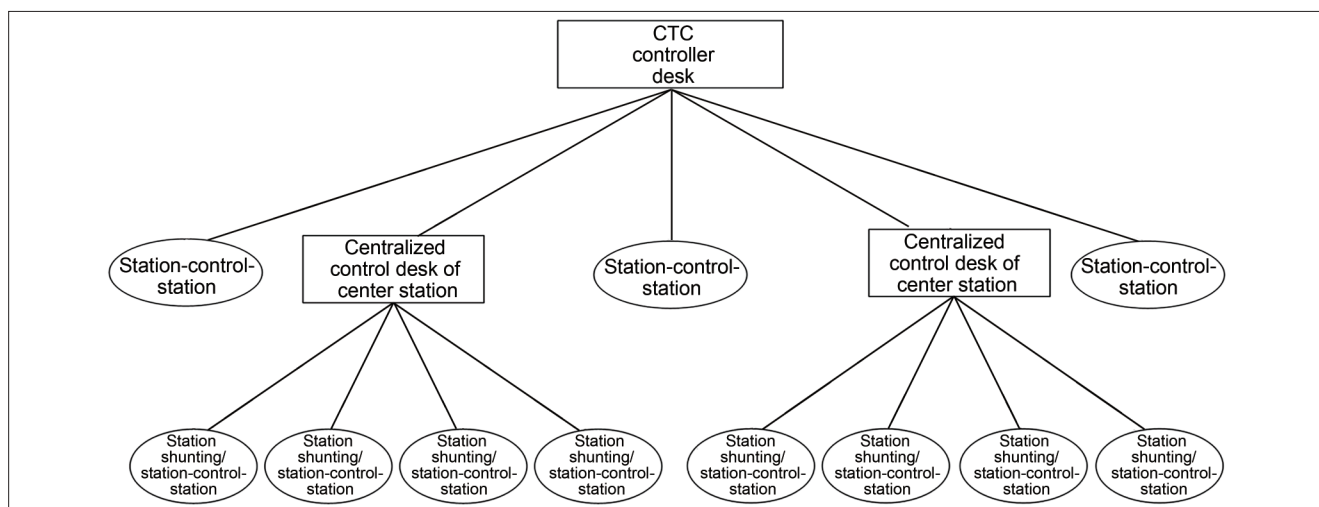 CTC
controller
desk
Station-control-
station
Centralized
control desk of
center station
Station-control-
station
Centralized
control desk of
center station
Station-control-
station
Station
shunting/
station-control-
station
Station
shunting/
station-control-
station
Station
shunting/
station-control-
station
Station
shunting/
station-control-
station
Station
shunting/
station-control-
station
Station
shunting/
station-control-
station
Station
shunting/
station-control-
station
Station
shunting/
station-control-
station